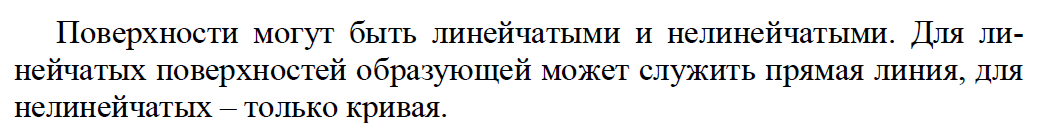 Поверхности могут быть линейчатыми и нелинейчатыми. Для ли-
нейчатых поверхностей образующей может служить прямая линия, для
нелинейчатых – только кривая.